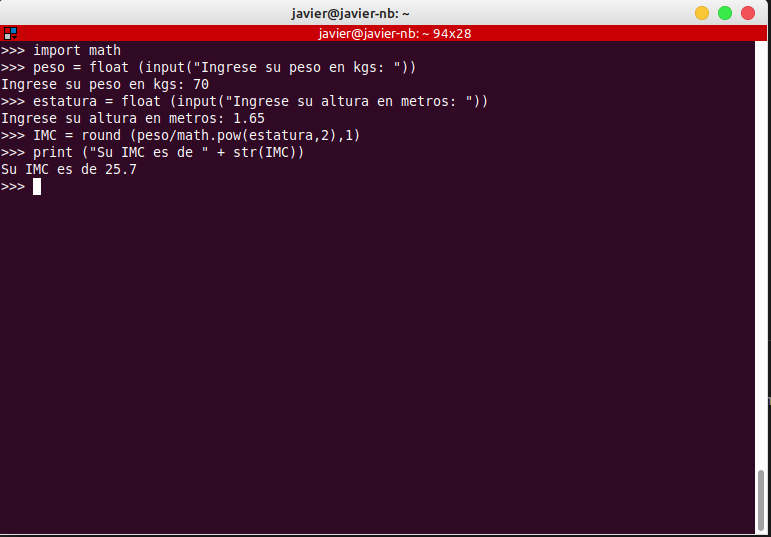 javier@javier-nb: ~
javier@javier-nb: ~ 94x28
>>> import math
>>> peso = float (input("Ingrese su peso en kgs: "))
Ingrese su peso en kgs: 70
>>> estatura = float (input("Ingrese su altura en metros: "))
Ingrese su altura en metros: 1.65
>>> IMC = round (peso/math.pow(estatura,2),1)
>>> print ("Su IMC es de " + str(IMC))
Su IMC es de 25.7
>>>